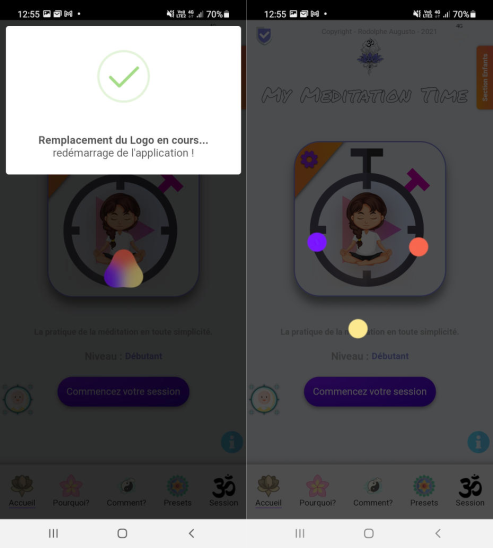 12:55
70%
Remplacement du Logo en cours...
redémarrage de l'application !
La pratique de la méditation en toute simplicité.
Niveau : Débutant
Commencez votre session
Accueil
Pourquoi?
Comment?
Presets
Session
12:55
70%
Copyright - Rodolphe Augusto - 2021
Section Enfants
My Meditation Time
La pratique de la méditation en toute simplicité.
Niveau : Débutant
Commencez votre session
Accueil
Pourquoi?
Comment?
Presets
Session